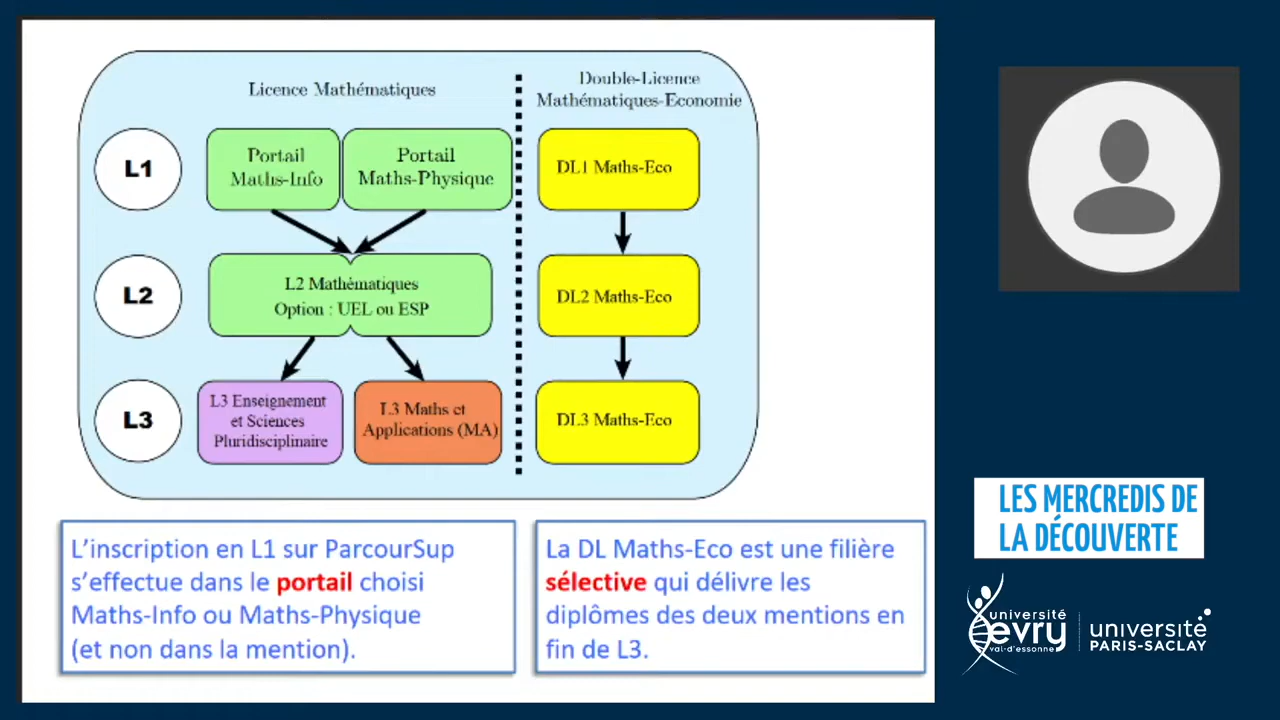 Licence Mathématiques
Double-Licence
Mathématiques-Economie
L1
Portail
Maths-Info
Portail
Maths-Physique
DL1 Maths-Eco
L2
L2 Mathématiques
Option : UEL ou ESP
DL2 Maths-Eco
L3
L3 Enseignement
et Sciences
Pluridisciplinaire
L3 Maths et
Applications (MA)
DL3 Maths-Eco
L'inscription en L1 sur ParcourSup
s'effectue dans le portail choisi
Maths-Info ou Maths-Physique
(et non dans la mention).
La DL Maths-Eco est une filière
sélective qui délivre les
diplômes des deux mentions en
fin de L3.
LES MERCREDIS DE
LA DÉCOUVERTE
université
evry
val-d'essonne
université
PARIS-SACLAY